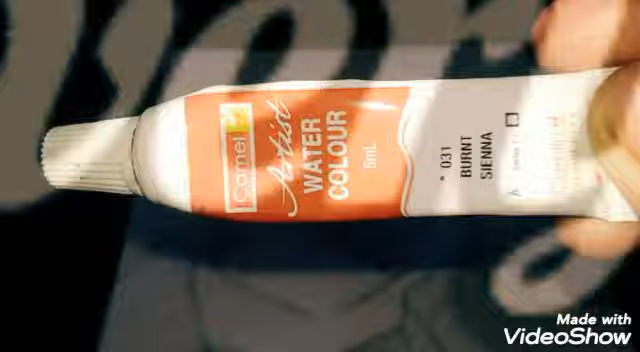 Camel
Artist
WATER
COLOUR
5mL
* 031
BURNT
SIENNA
Made with
VideoShow